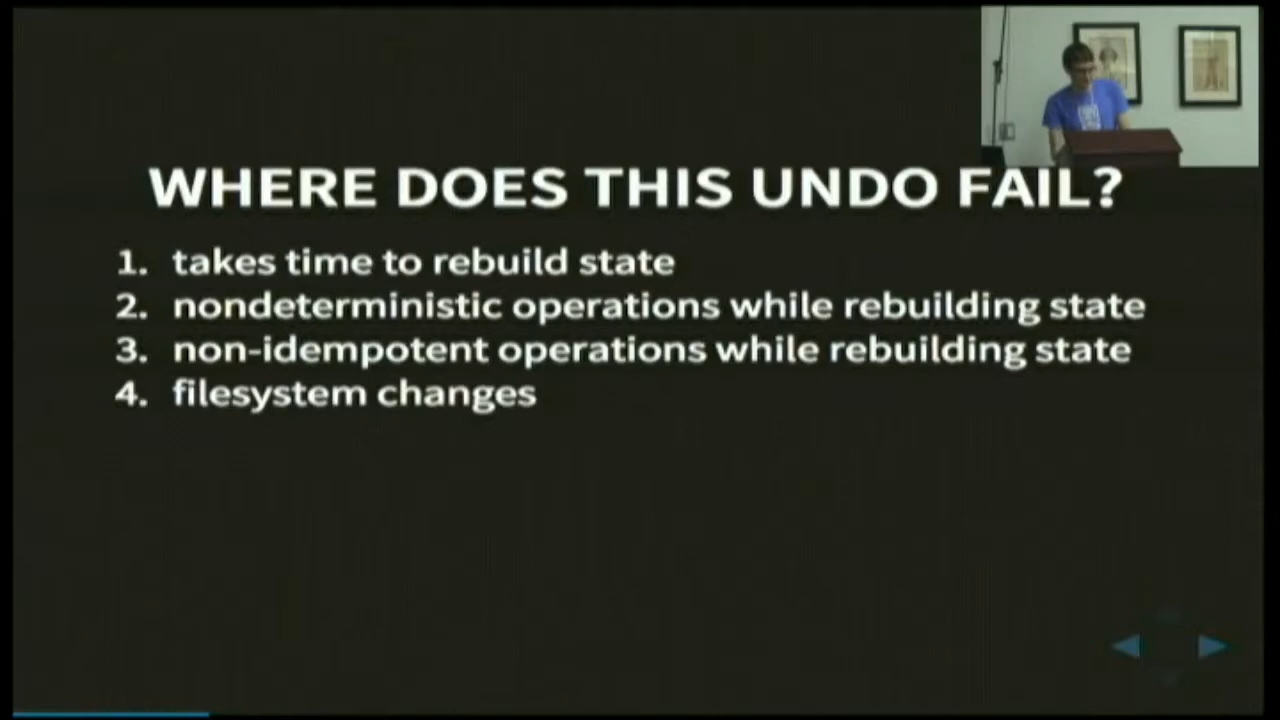 WHERE DOES THIS UNDO FAIL?
1. takes time to rebuild state
2. nondeterministic operations while rebuilding state
3. non-idempotent operations while rebuilding state
4. filesystem changes